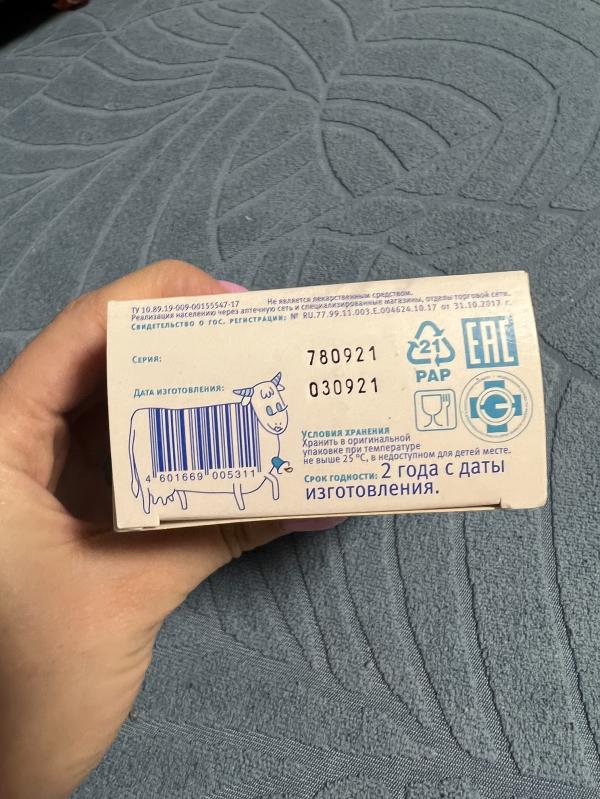 ТУ 10.89.19-009-00155547-17 Не является лекарственным средством.
Реализация населению через аптечную сеть и специализированные магазины, отделы торговой сети.
Свидетельство о гос. регистрации: № RU.77.99.11.003.Е.004624.10.17 от 31.10.2017 г.
Серия: 780921
Дата изготовления: 030921
21
PAP
EAC
4 601669 005311
Условия хранения
Хранить в оригинальной
упаковке при температуре
не выше 25 °C, в недоступном для детей месте.
Срок годности: 2 года с даты
изготовления.